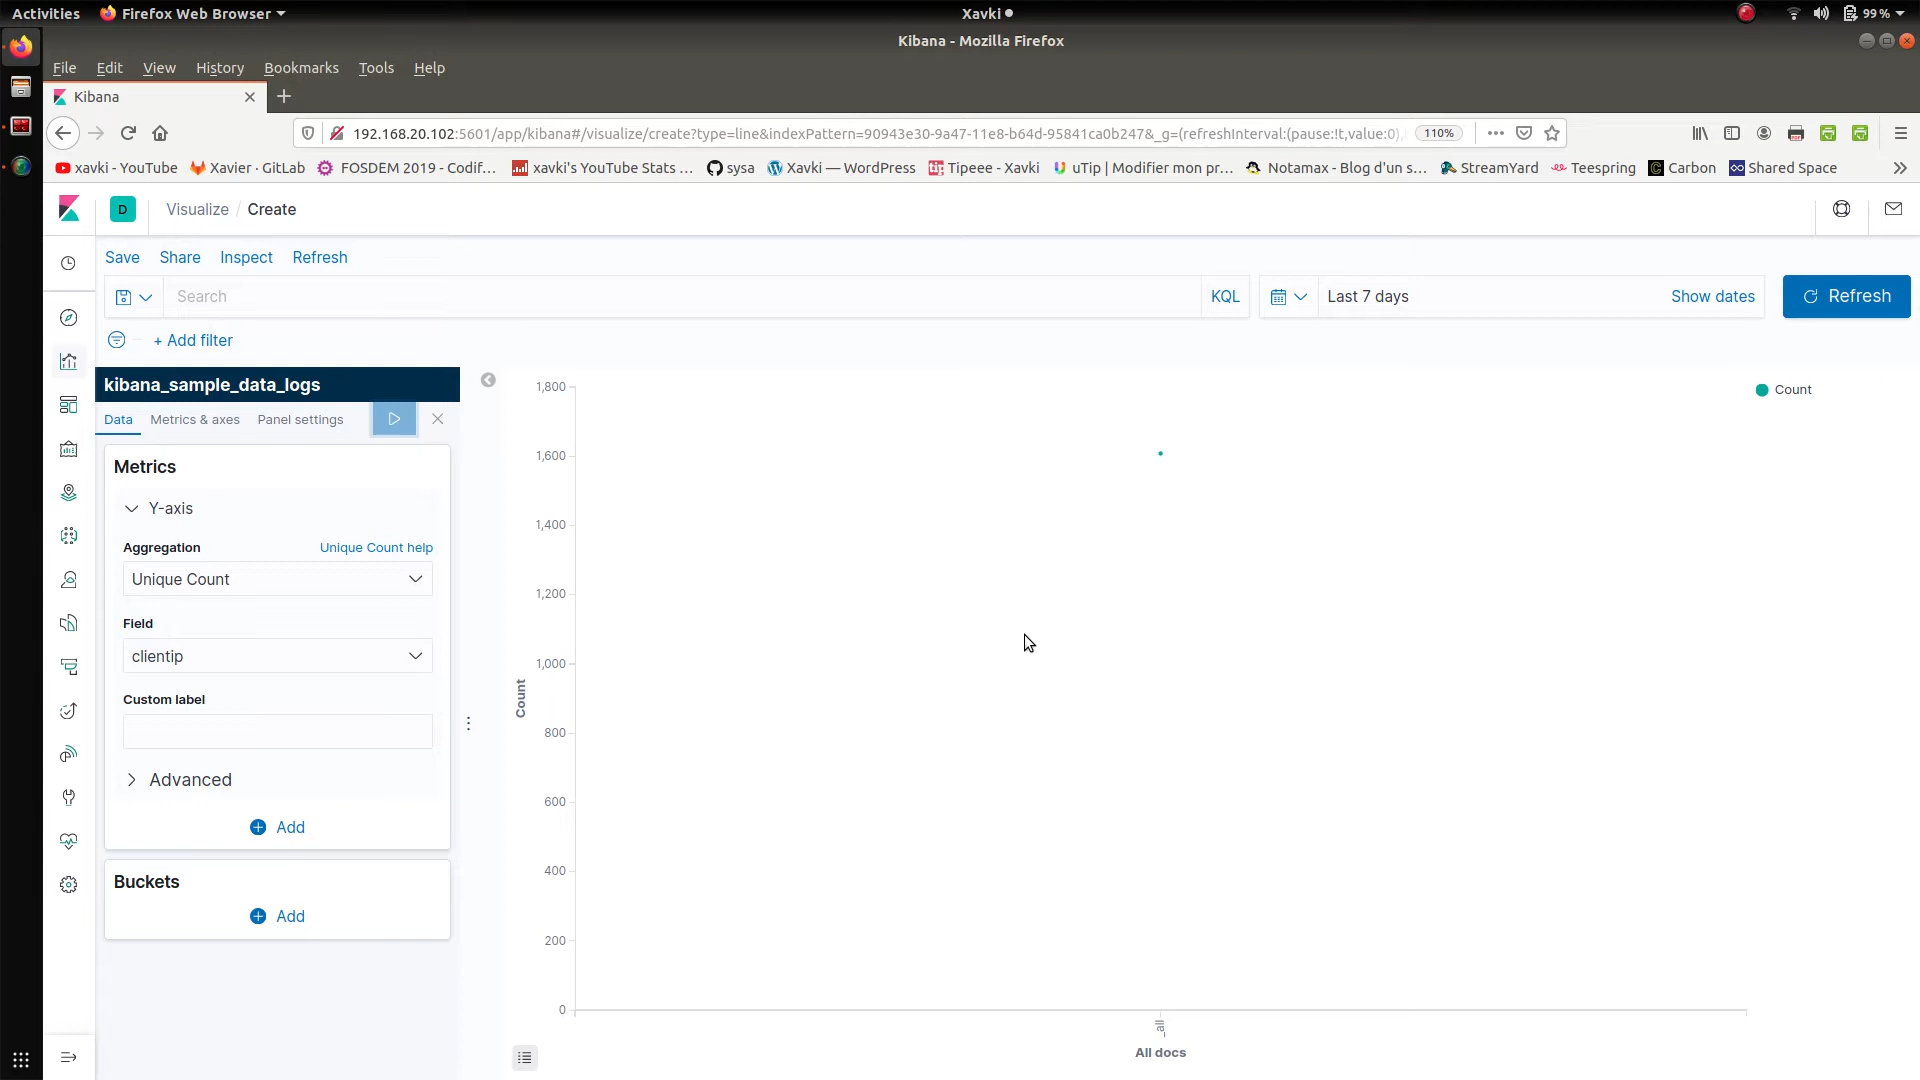 Activities
Firefox Web Browser
Xavki
99 %
Kibana - Mozilla Firefox
File Edit View History Bookmarks Tools Help
Kibana
192.168.20.102:5601/app/kibana#/visualize/create?type=line&indexPattern=90943e30-9a47-11e8-b64d-95841ca0b247&_g=(refreshInterval:(pause:!t,value:0),
110%
xavki - YouTube
Xavier · GitLab
FOSDEM 2019 - Codif...
xavki's YouTube Stats ...
sysa
Xavki — WordPress
Tipeee - Xavki
uTip | Modifier mon pr...
Notamax - Blog d'un s...
StreamYard
Teespring
Carbon
Shared Space
D
Visualize / Create
Save Share Inspect Refresh
Search
KQL
Last 7 days
Show dates
Refresh
+ Add filter
kibana_sample_data_logs
Data Metrics & axes Panel settings
Metrics
Y-axis
Aggregation
Unique Count help
Unique Count
Field
clientip
Custom label
Advanced
Add
Buckets
Add
1,800
1,600
1,400
1,200
1,000
800
600
400
200
0
Count
_all
All docs
Count